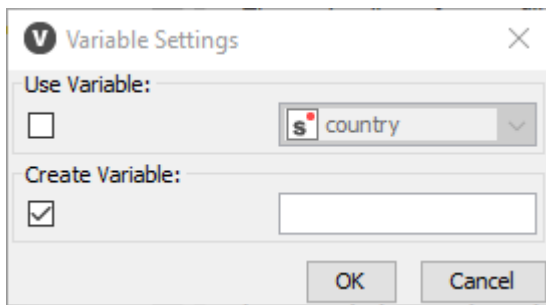 V Variable Settings
Use Variable:
s country
Create Variable:
OK Cancel